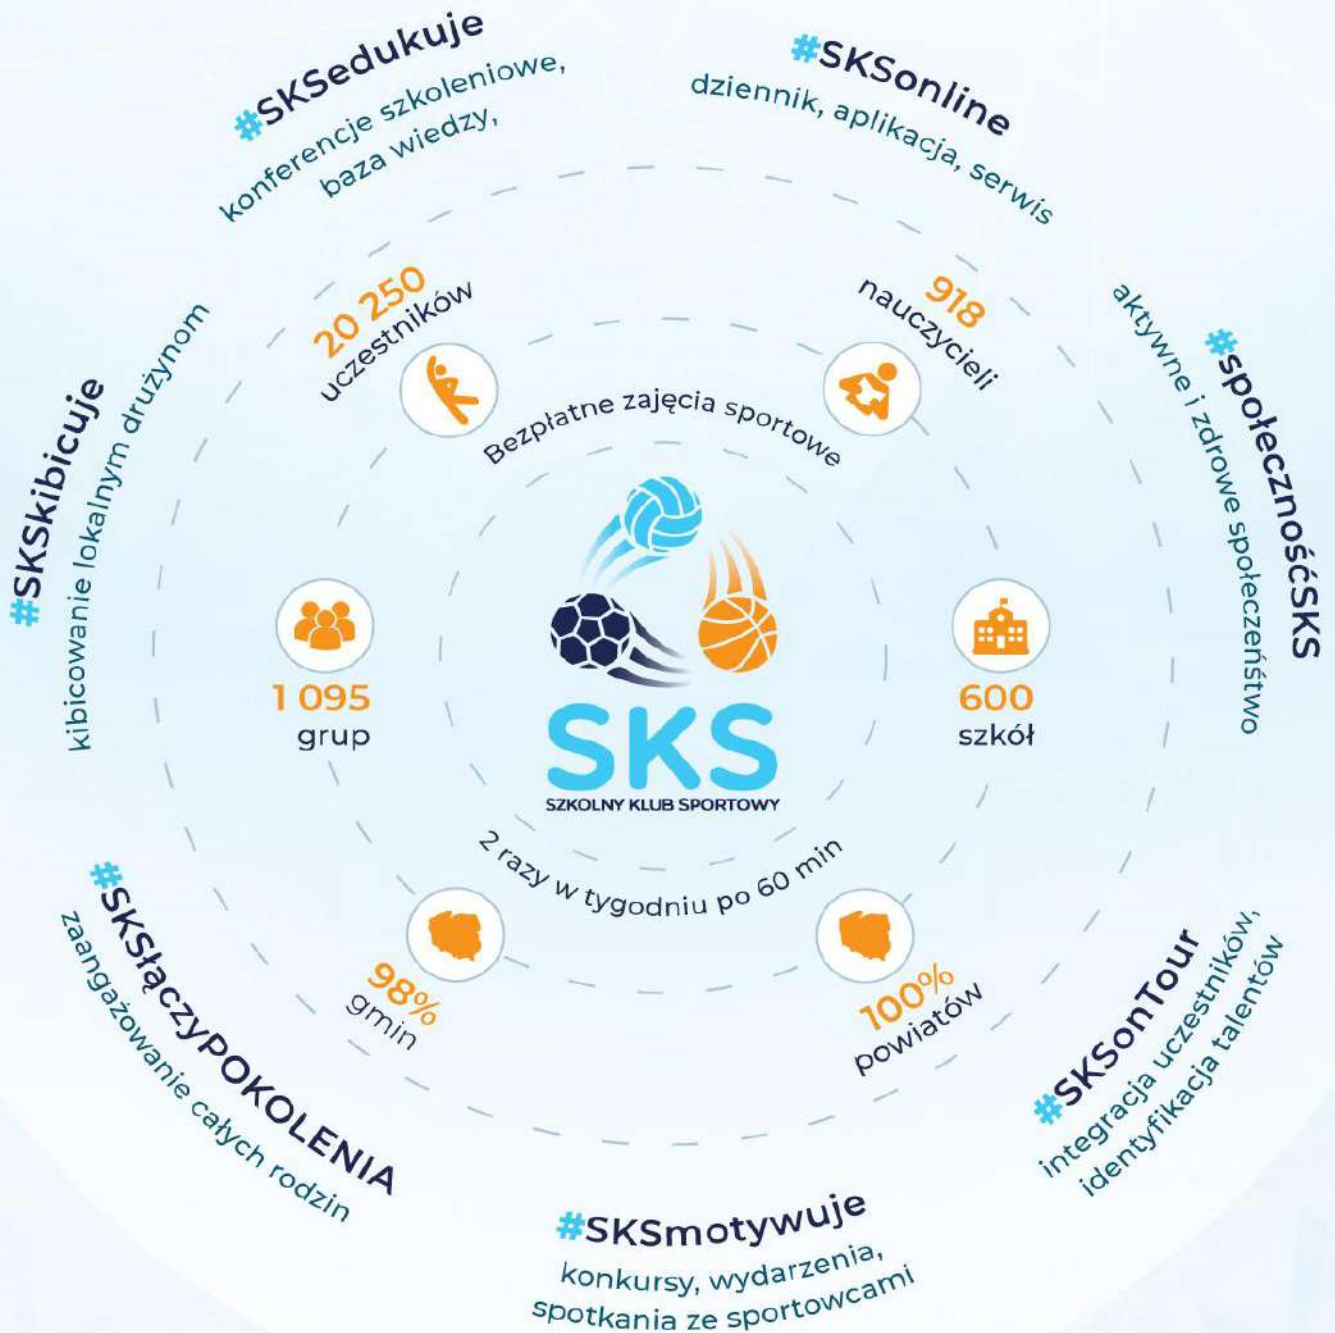 #SKSedukuje
konferencje szkoleniowe,
baza wiedzy,
#SKSonline
dziennik, aplikacja, serwis
#SKSkibicuje
kibicowanie lokalnym drużynom
20 250
uczestników
918
nauczycieli
#społecznośćSKS
aktywne i zdrowe społeczeńśtwo
Bezpłatne zajęcia sportowe
1 095
grup
600
szkół
SKS
SZKOLNY KLUB SPORTOWY
2 razy w tygodniu po 60 min
98%
gmin
100%
powiatów
#SKSłączyPOKOLENIA
zaangażowanie całych rodzin
#SKSonTour
integracja uczestników,
identyfikacja talentów
#SKSmotywuje
konkursy, wydarzenia,
spotkania ze sportowcami